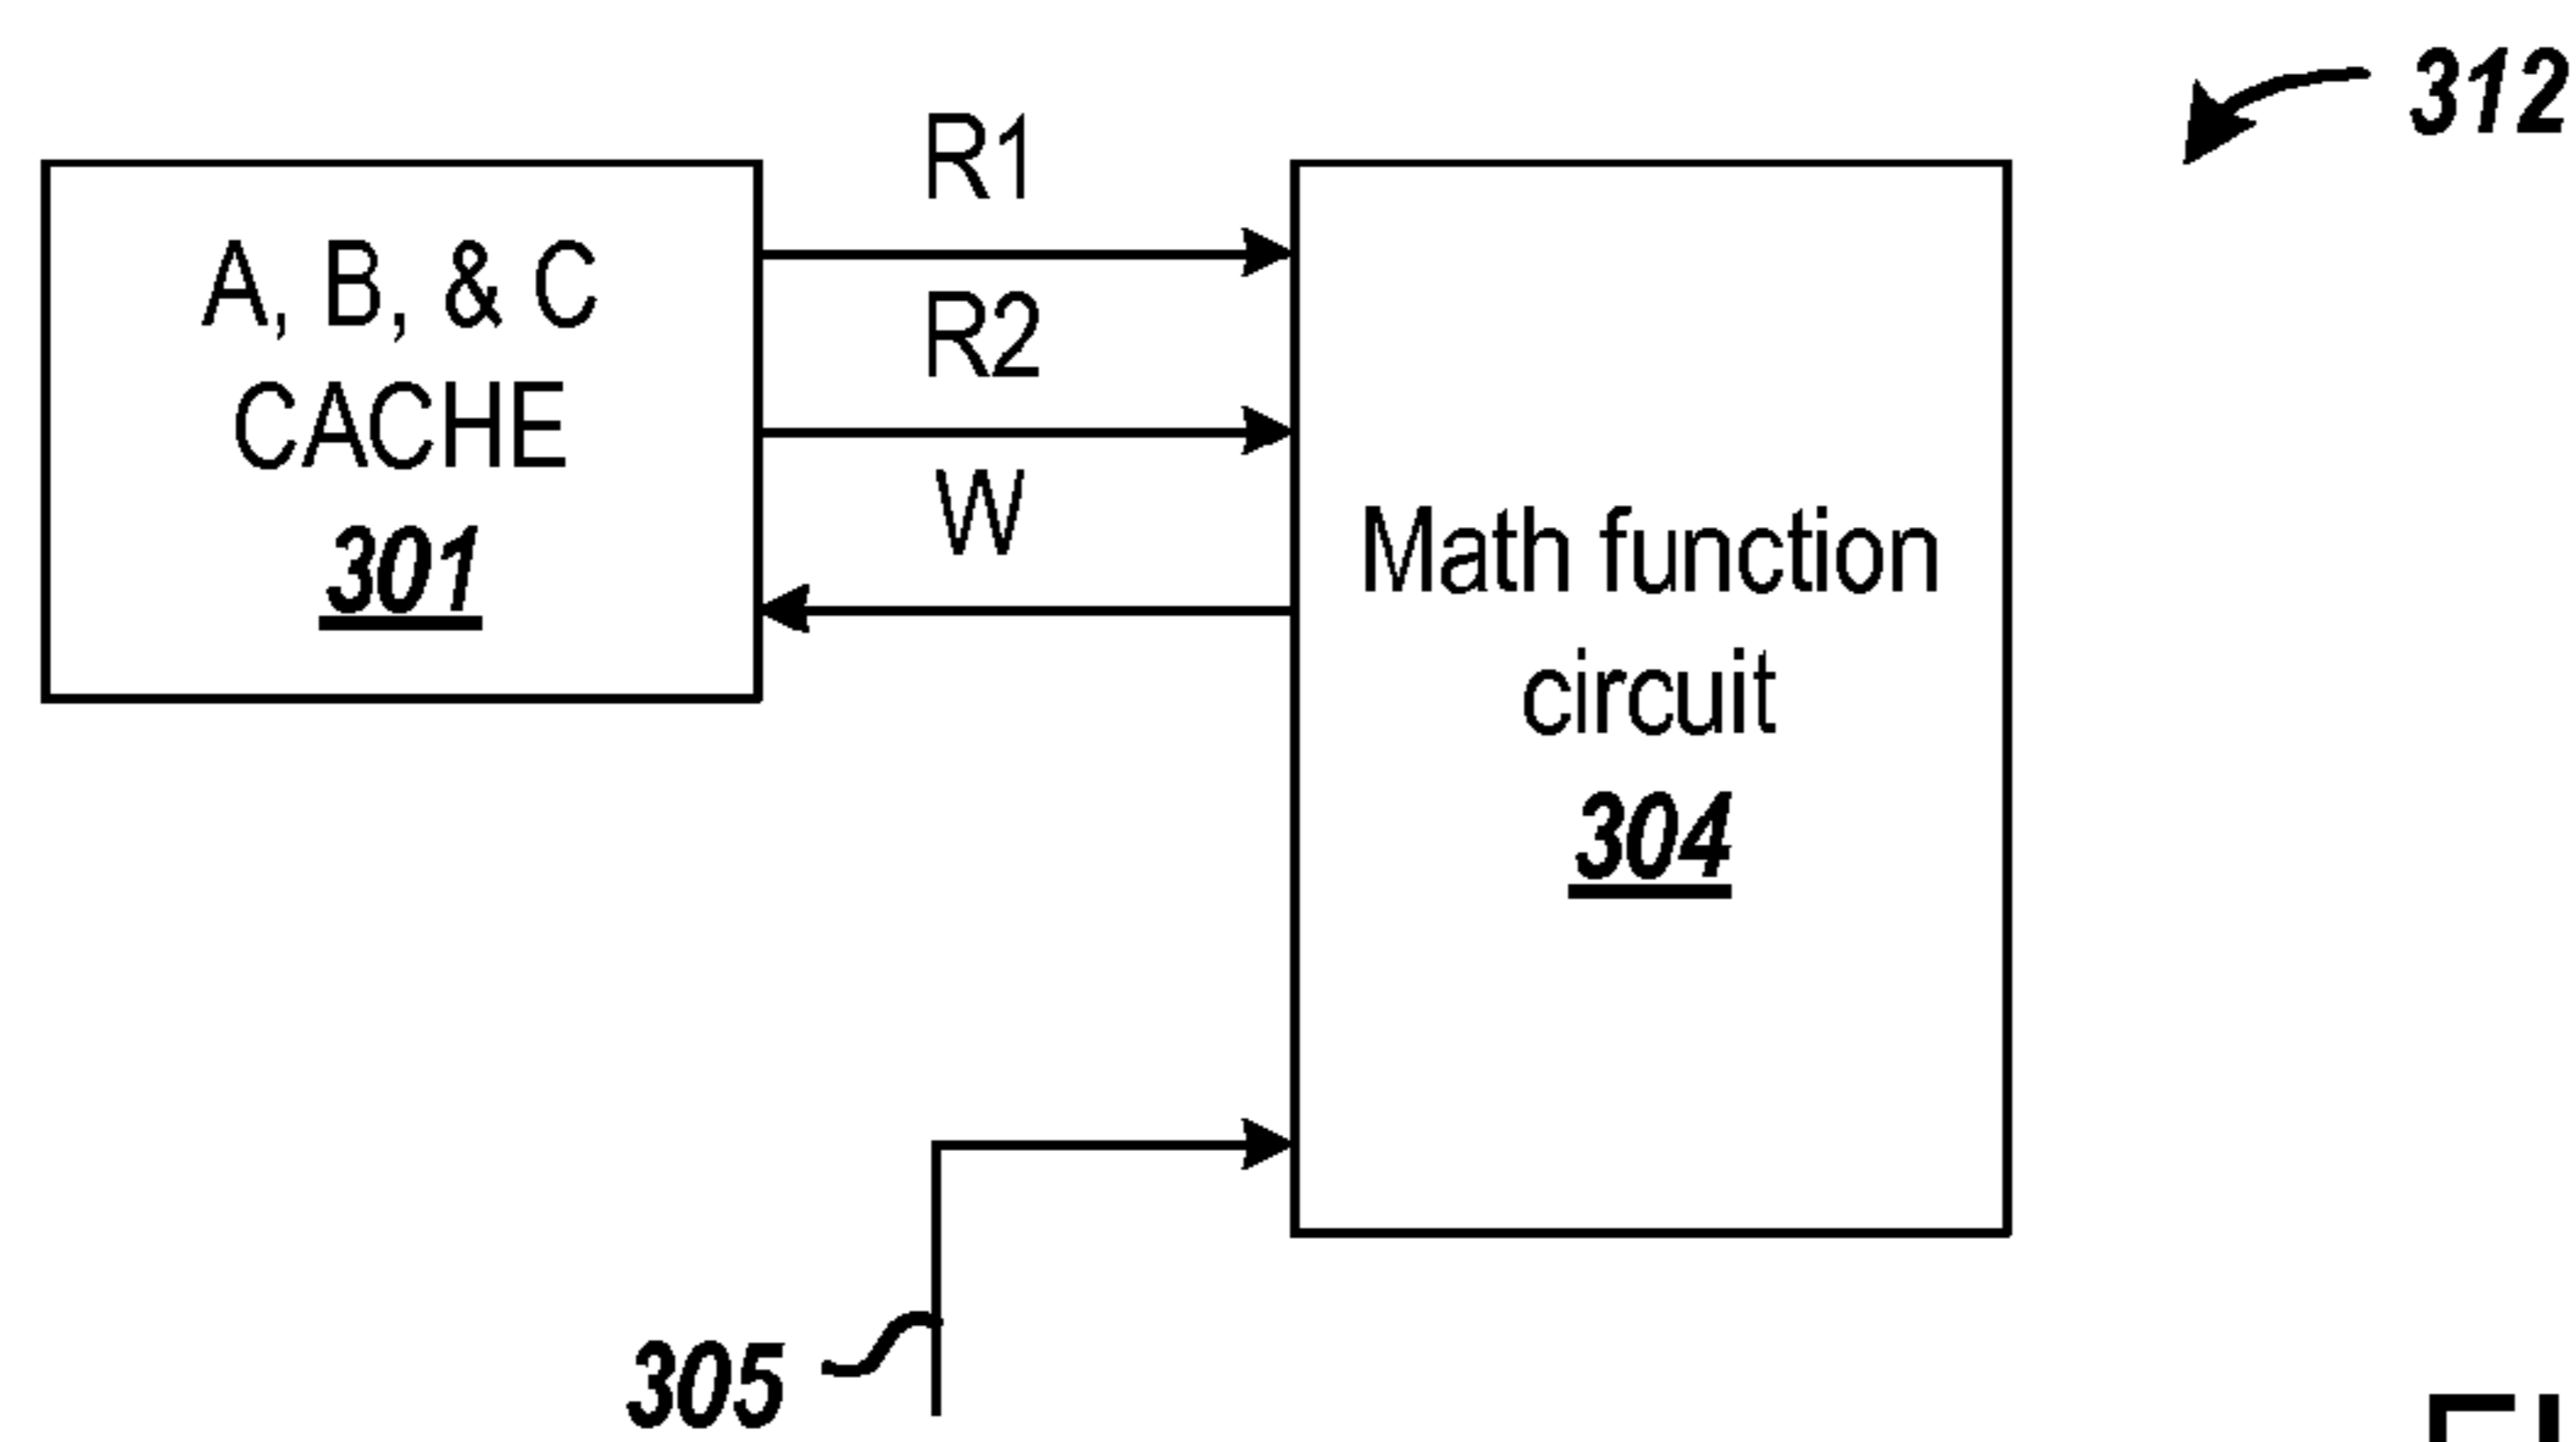 312
R1
A, B, & C
CACHE
301
R2
W
Math function
circuit
304
305